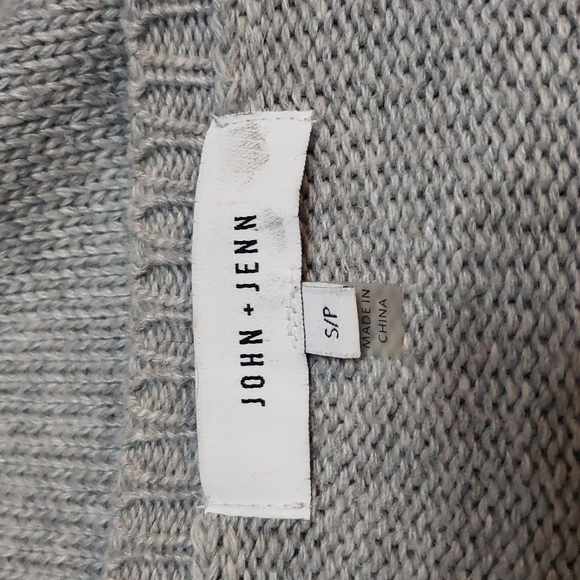 JOHN + JENN
S/P
MADE IN
CHINA